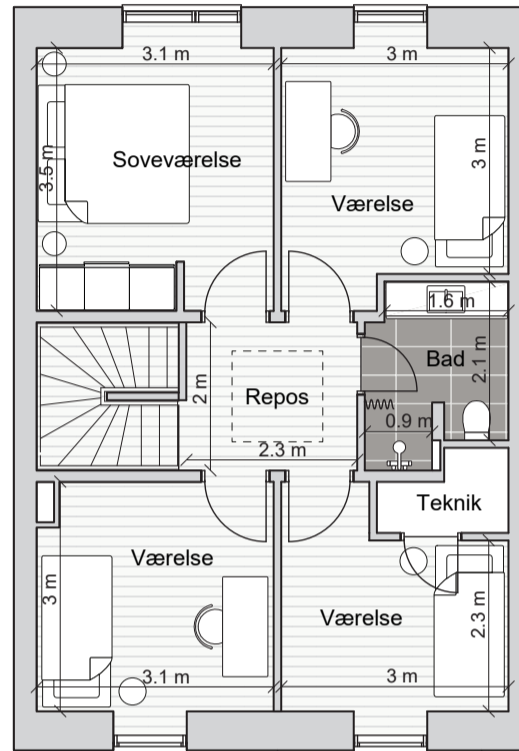 3.1 m
3 m
Soveværelse
3.5 m
Værelse
3 m
1.6 m
Bad
2.1 m
2 m
Repos
0.9 m
2.3 m
Teknik
Værelse
3 m
Værelse
2.3 m
3.1 m
3 m